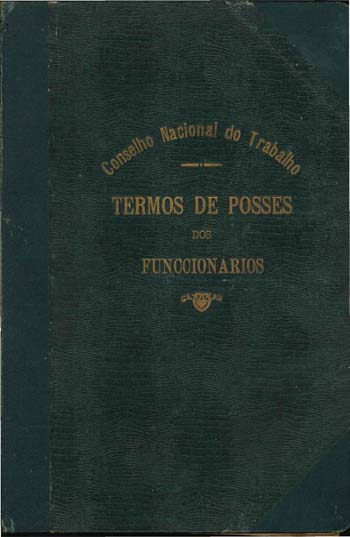 Conselho Nacional do Trabalho
TERMOS DE POSSES
DOS
FUNCCIONARIOS